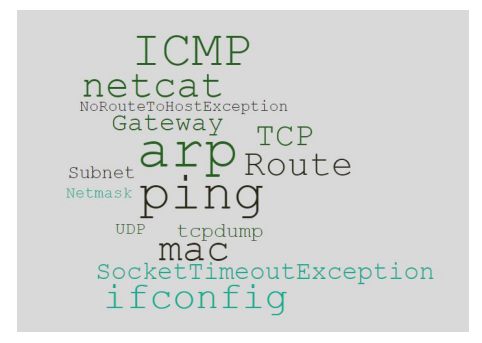 ICMP
netcat
NoRouteToHostException
Gateway
TCP
arp
Route
Subnet
Netmask
ping
UDP
tcpdump
mac
SocketTimeoutException
ifconfig